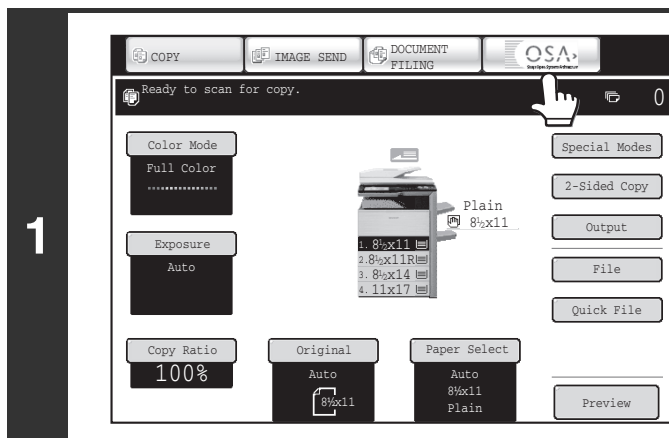 1
COPY
IMAGE SEND
DOCUMENT
FILING
OSA
Ready to scan for copy.
0
Color Mode
Full Color
Special Modes
2-Sided Copy
Plain
8½x11
Output
Exposure
Auto
1. 8½x11
2.8½x11R
3. 8½x14
4. 11x17
File
Quick File
Copy Ratio
100%
Original
Auto
8½x11
Paper Select
Auto
8½x11
Plain
Preview